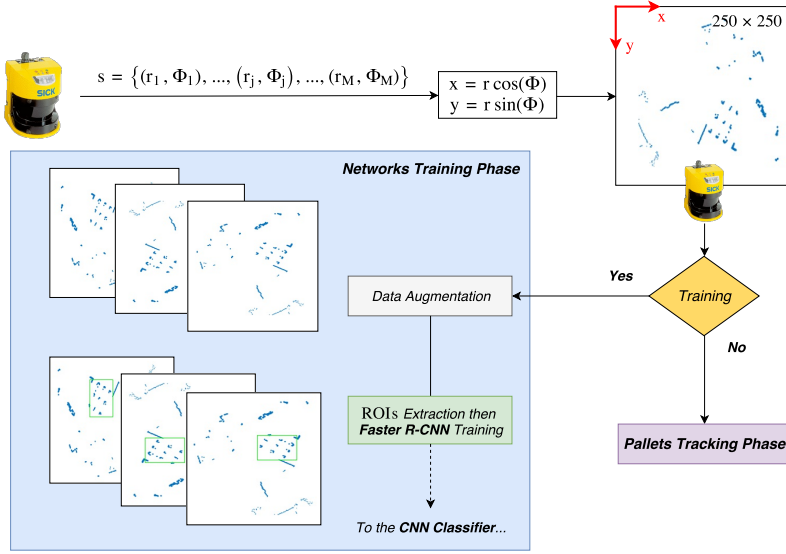 s = {(r₁, Φ₁), ..., (rⱼ, Φⱼ), ..., (r_M, Φ_M)}
x = r cos(Φ)
y = r sin(Φ)
x
y
250 × 250
SICK
SICK
Networks Training Phase
Training
Yes
No
Data Augmentation
ROIs Extraction then
Faster R-CNN Training
To the CNN Classifier...
Pallets Tracking Phase